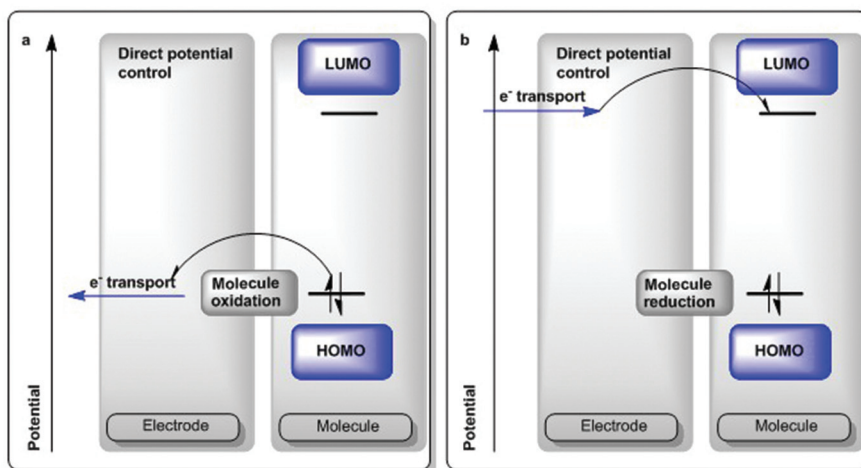 a
Direct potential
control
LUMO
e- transport
Molecule
oxidation
HOMO
Potential
Electrode
Molecule
b
Direct potential
control
LUMO
e- transport
Molecule
reduction
HOMO
Potential
Electrode
Molecule